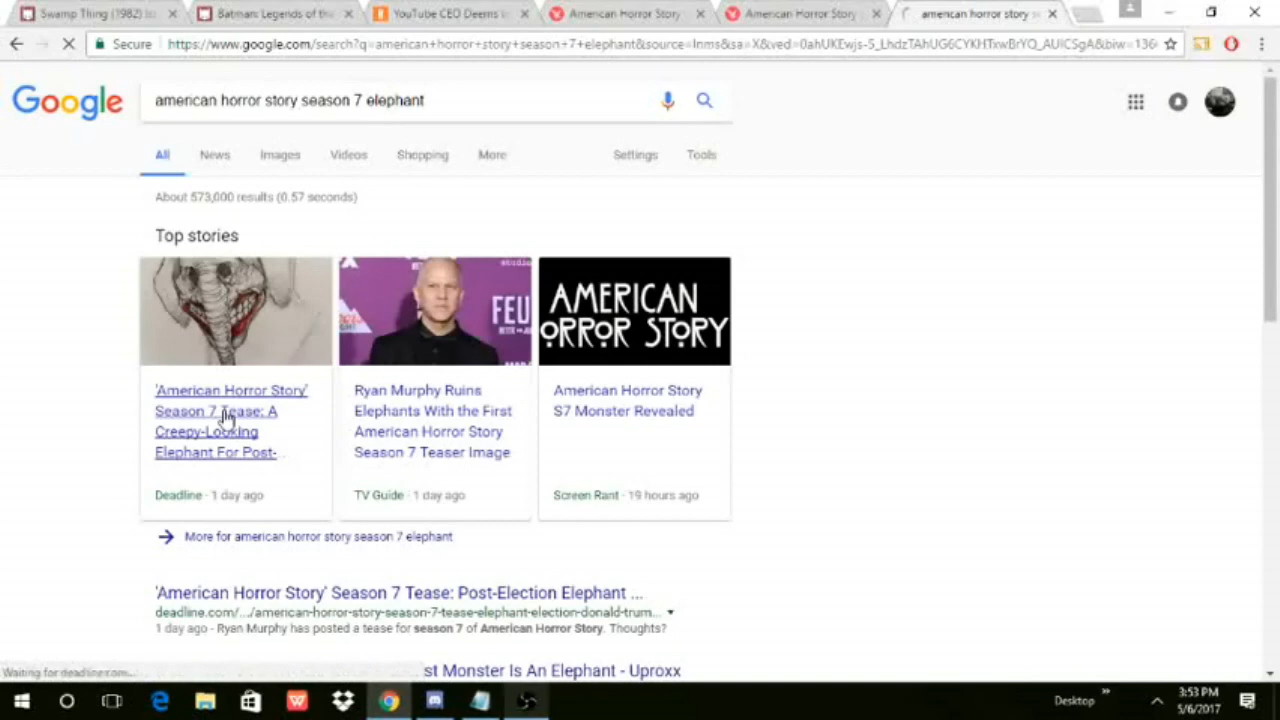 Swamp Thing (1982) to
Batman: Legends of the
YouTube CEO Deems
American Horror Story
American Horror Story
american horror story s
Secure
https://www.google.com/search?q=american+horror+story+season+7+elephant&source=lnms&sa=X&ved=0ahUKEwjs-5_LhdzTAhUG6CYKHTxwBrYQ_AUICSgA&biw=136
Google
american horror story season 7 elephant
All News Images Videos Shopping More Settings Tools
About 573,000 results (0.57 seconds)
Top stories
FEU
AMERICAN
ORROR STORY
'American Horror Story'
Season 7 Tease: A
Creepy-Looking
Elephant For Post-
Deadline · 1 day ago
Ryan Murphy Ruins
Elephants With the First
American Horror Story
Season 7 Teaser Image
TV Guide · 1 day ago
American Horror Story
S7 Monster Revealed
Screen Rant · 19 hours ago
More for american horror story season 7 elephant
'American Horror Story' Season 7 Tease: Post-Election Elephant ...
deadline.com/.../american-horror-story-season-7-tease-elephant-election-donald-trum...
1 day ago - Ryan Murphy has posted a tease for season 7 of American Horror Story. Thoughts?
st Monster Is An Elephant - Uproxx
Waiting for deadline.com...
Desktop
3:53 PM
5/6/2017